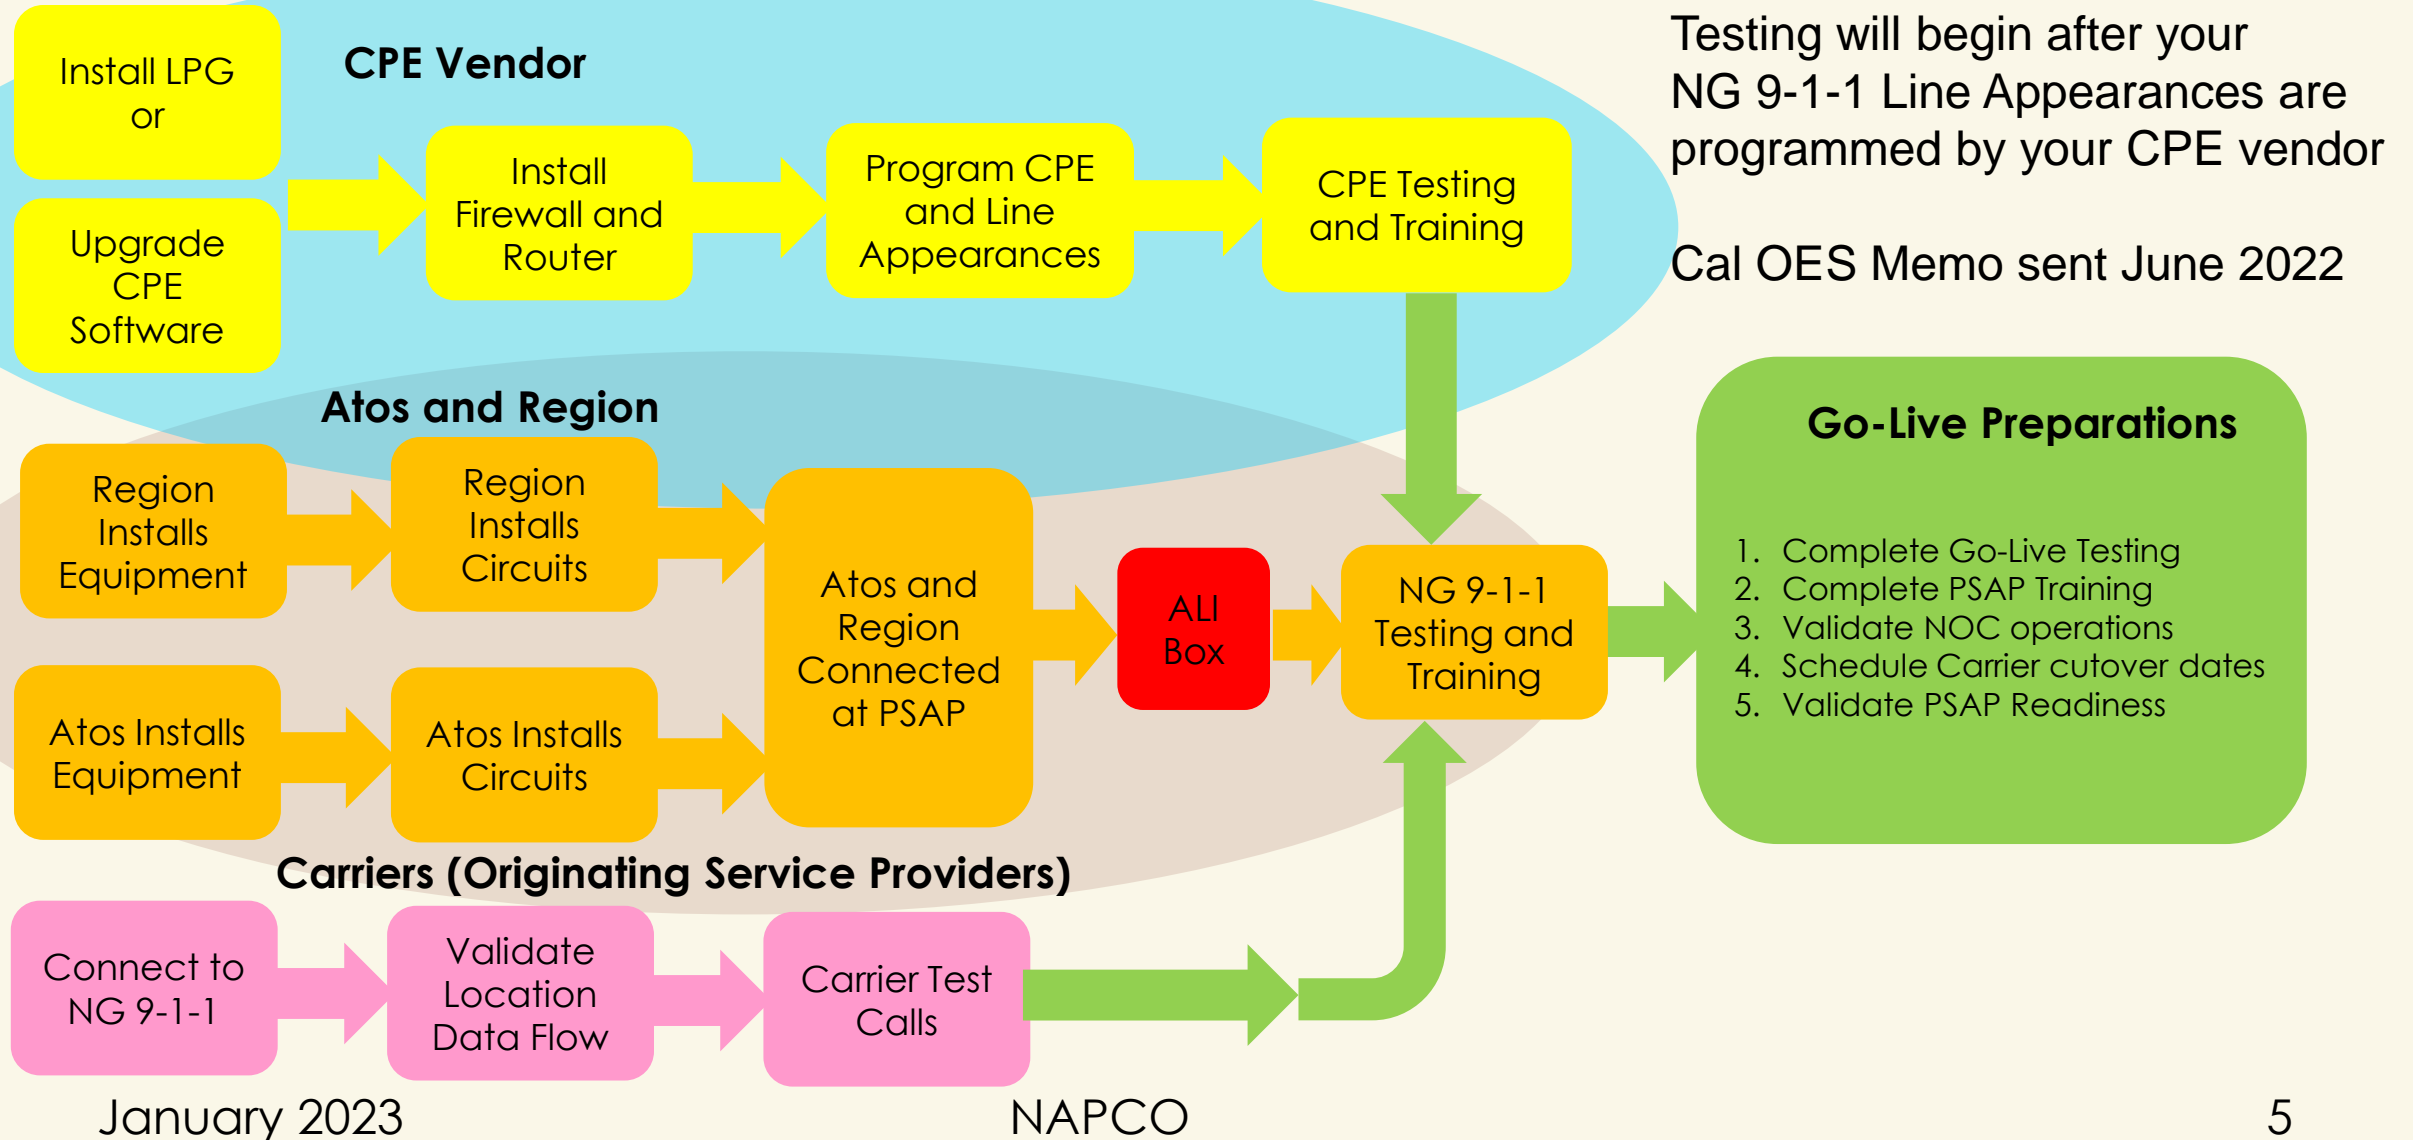 CPE Vendor
Install LPG
or
Upgrade
CPE
Software
Install
Firewall and
Router
Program CPE
and Line
Appearances
CPE Testing
and Training
Testing will begin after your
NG 9-1-1 Line Appearances are
programmed by your CPE vendor
Cal OES Memo sent June 2022
Atos and Region
Region
Installs
Equipment
Region
Installs
Circuits
Atos Installs
Equipment
Atos Installs
Circuits
Atos and
Region
Connected
at PSAP
ALI
Box
NG 9-1-1
Testing and
Training
Go-Live Preparations
1. Complete Go-Live Testing
2. Complete PSAP Training
3. Validate NOC operations
4. Schedule Carrier cutover dates
5. Validate PSAP Readiness
Carriers (Originating Service Providers)
Connect to
NG 9-1-1
Validate
Location
Data Flow
Carrier Test
Calls
January 2023
NAPCO
5